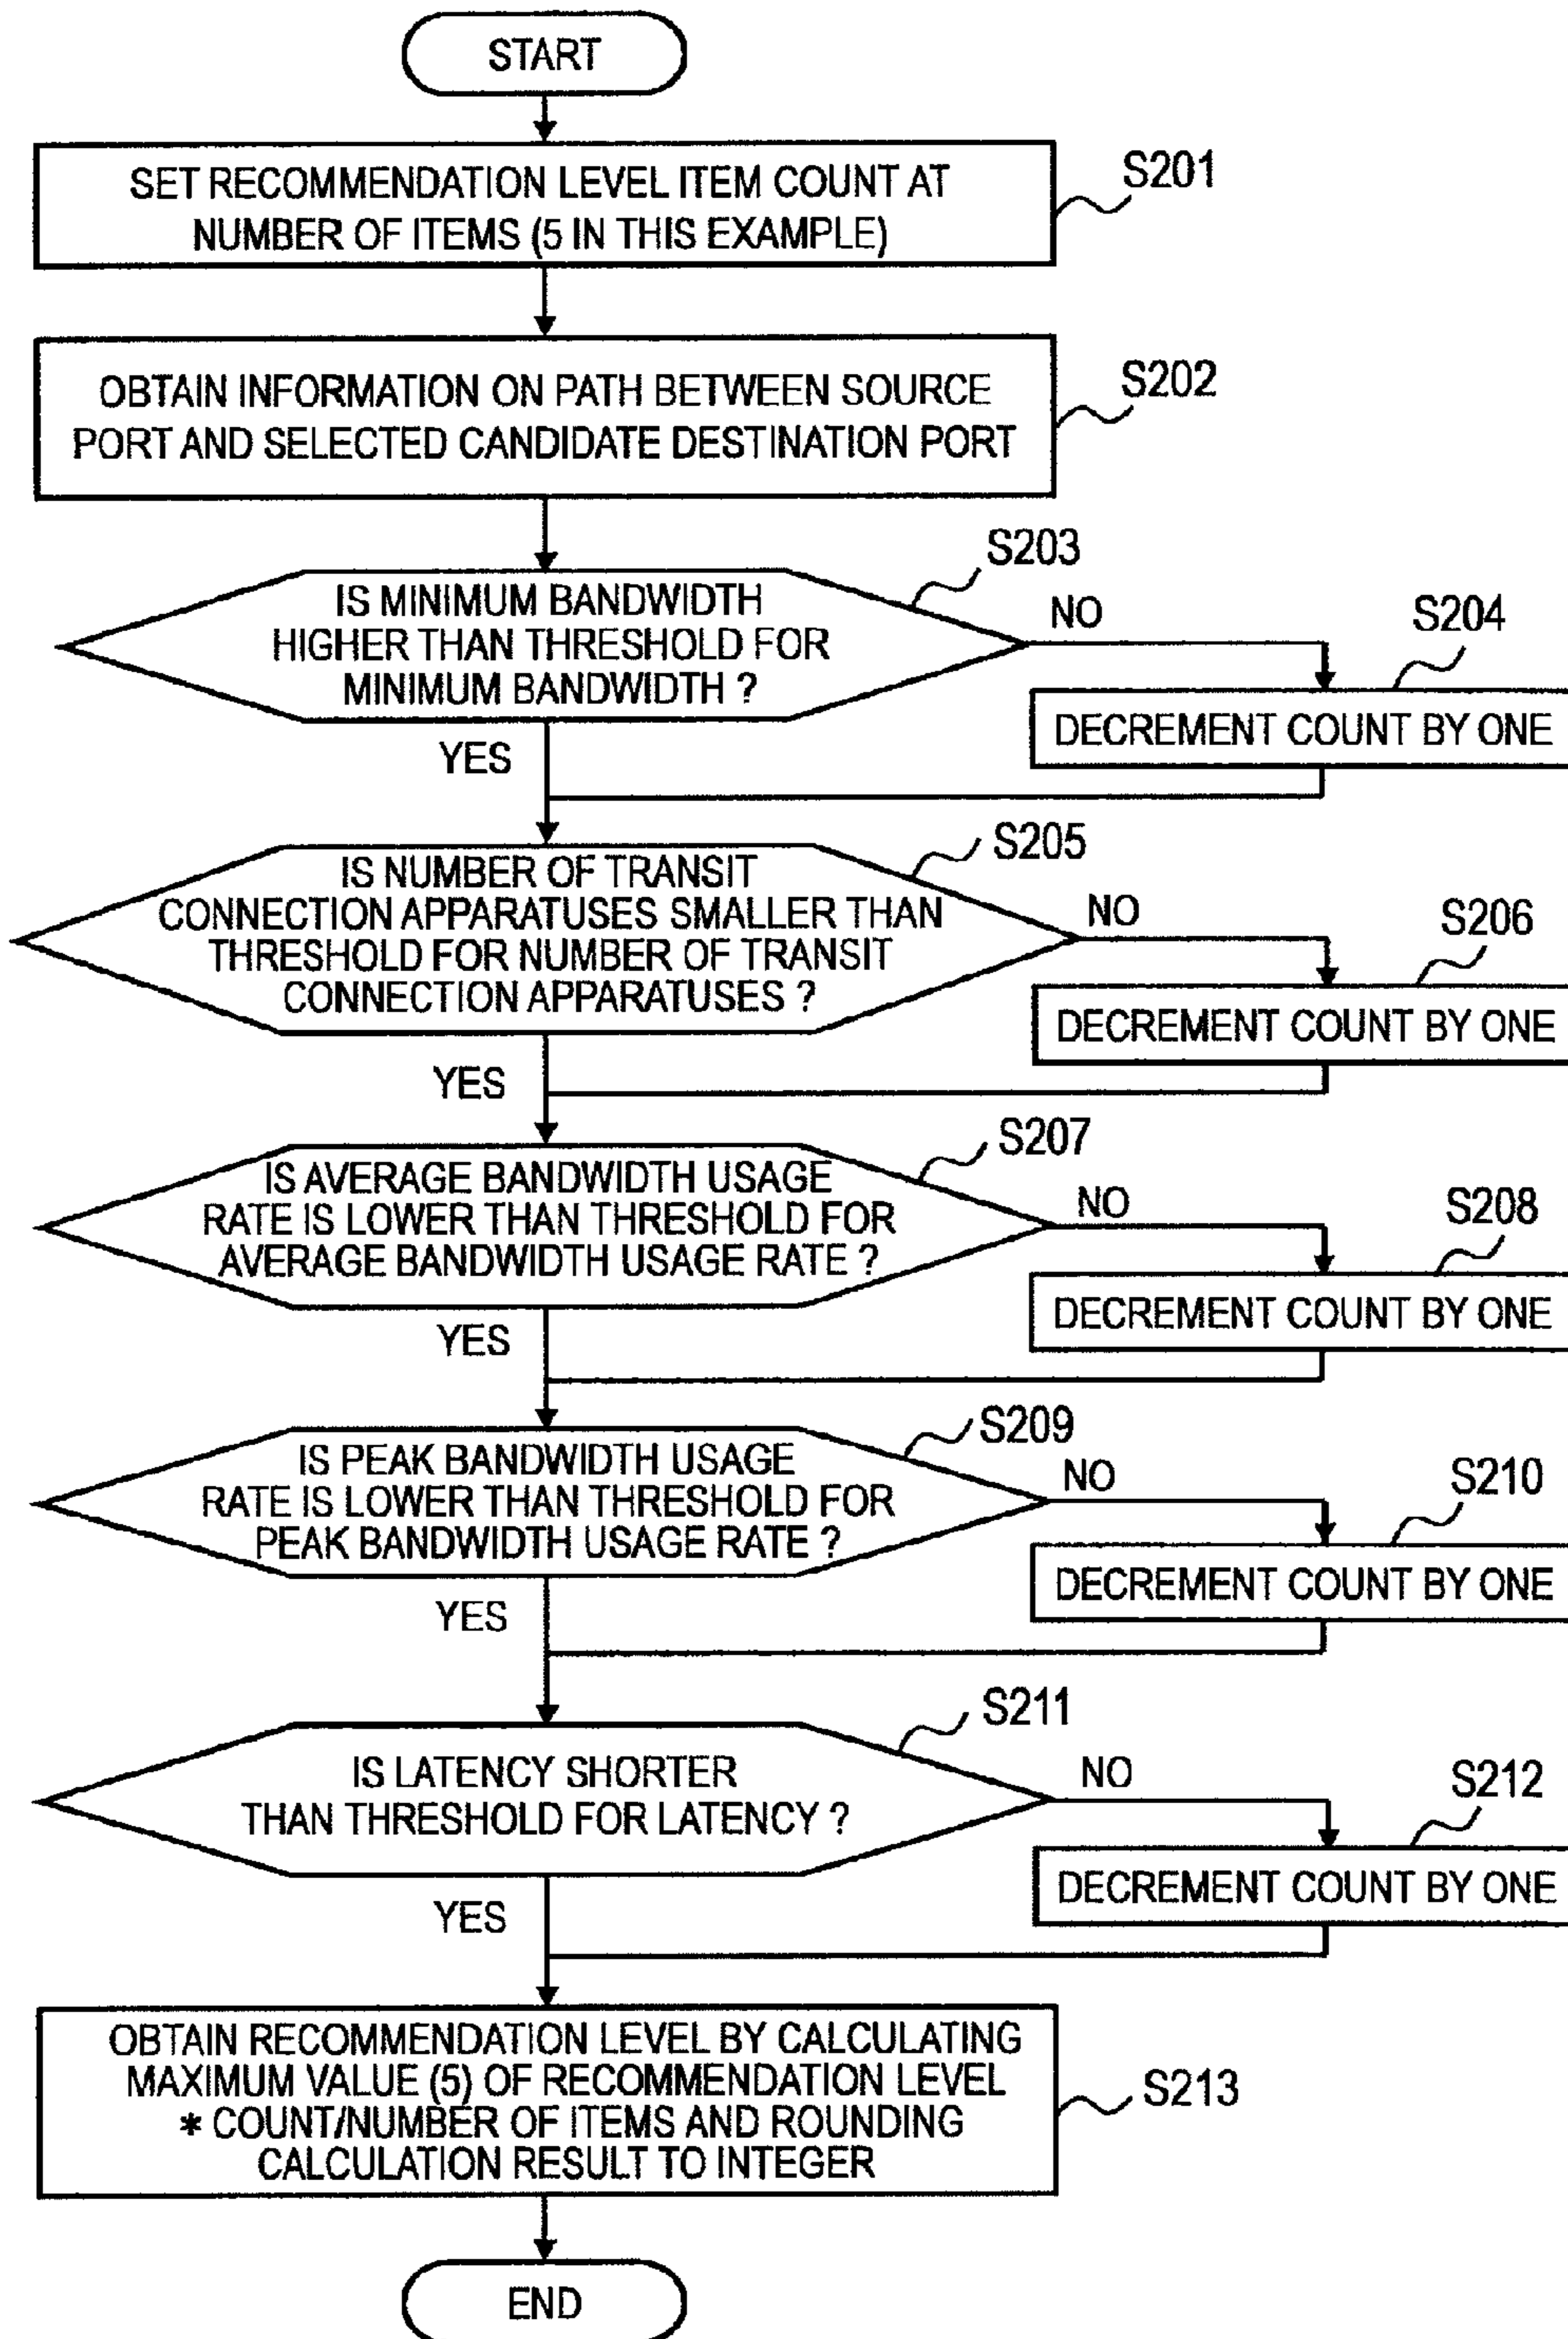 START
SET RECOMMENDATION LEVEL ITEM COUNT AT
NUMBER OF ITEMS (5 IN THIS EXAMPLE)
S201
OBTAIN INFORMATION ON PATH BETWEEN SOURCE
PORT AND SELECTED CANDIDATE DESTINATION PORT
S202
IS MINIMUM BANDWIDTH
HIGHER THAN THRESHOLD FOR
MINIMUM BANDWIDTH ?
S203
NO
S204
DECREMENT COUNT BY ONE
YES
IS NUMBER OF TRANSIT
CONNECTION APPARATUSES SMALLER THAN
THRESHOLD FOR NUMBER OF TRANSIT
CONNECTION APPARATUSES ?
S205
NO
S206
DECREMENT COUNT BY ONE
YES
IS AVERAGE BANDWIDTH USAGE
RATE IS LOWER THAN THRESHOLD FOR
AVERAGE BANDWIDTH USAGE RATE ?
S207
NO
S208
DECREMENT COUNT BY ONE
YES
IS PEAK BANDWIDTH USAGE
RATE IS LOWER THAN THRESHOLD FOR
PEAK BANDWIDTH USAGE RATE ?
S209
NO
S210
DECREMENT COUNT BY ONE
YES
IS LATENCY SHORTER
THAN THRESHOLD FOR LATENCY ?
S211
NO
S212
DECREMENT COUNT BY ONE
YES
OBTAIN RECOMMENDATION LEVEL BY CALCULATING
MAXIMUM VALUE (5) OF RECOMMENDATION LEVEL
* COUNT/NUMBER OF ITEMS AND ROUNDING
CALCULATION RESULT TO INTEGER
S213
END